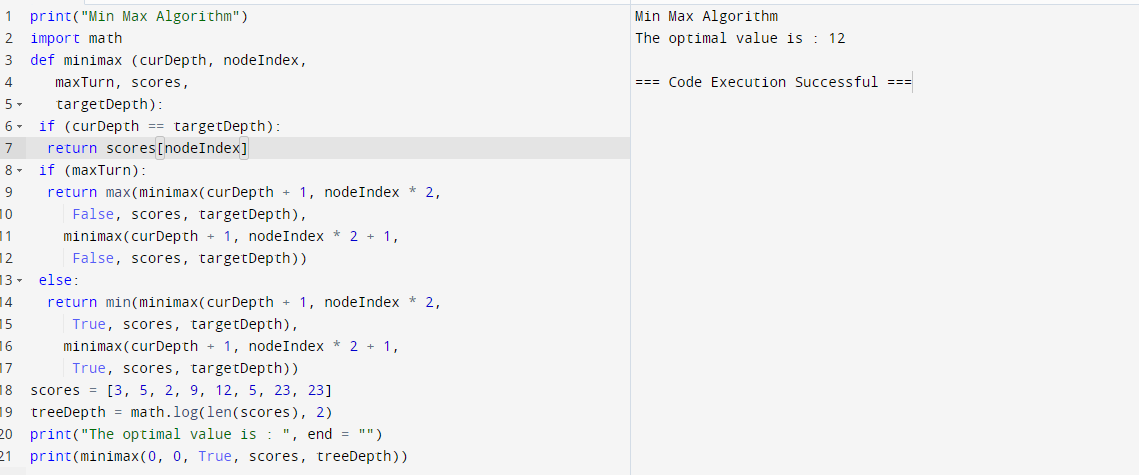 1 print("Min Max Algorithm")
2 import math
3 def minimax (curDepth, nodeIndex,
4 maxTurn, scores,
5 targetDepth):
6 if (curDepth == targetDepth):
7 return scores[nodeIndex]
8 if (maxTurn):
9 return max(minimax(curDepth + 1, nodeIndex * 2,
10 False, scores, targetDepth),
11 minimax(curDepth + 1, nodeIndex * 2 + 1,
12 False, scores, targetDepth))
13 else:
14 return min(minimax(curDepth + 1, nodeIndex * 2,
15 True, scores, targetDepth),
16 minimax(curDepth + 1, nodeIndex * 2 + 1,
17 True, scores, targetDepth))
18 scores = [3, 5, 2, 9, 12, 5, 23, 23]
19 treeDepth = math.log(len(scores), 2)
20 print("The optimal value is : ", end = "")
21 print(minimax(0, 0, True, scores, treeDepth))
Min Max Algorithm
The optimal value is : 12
=== Code Execution Successful ===